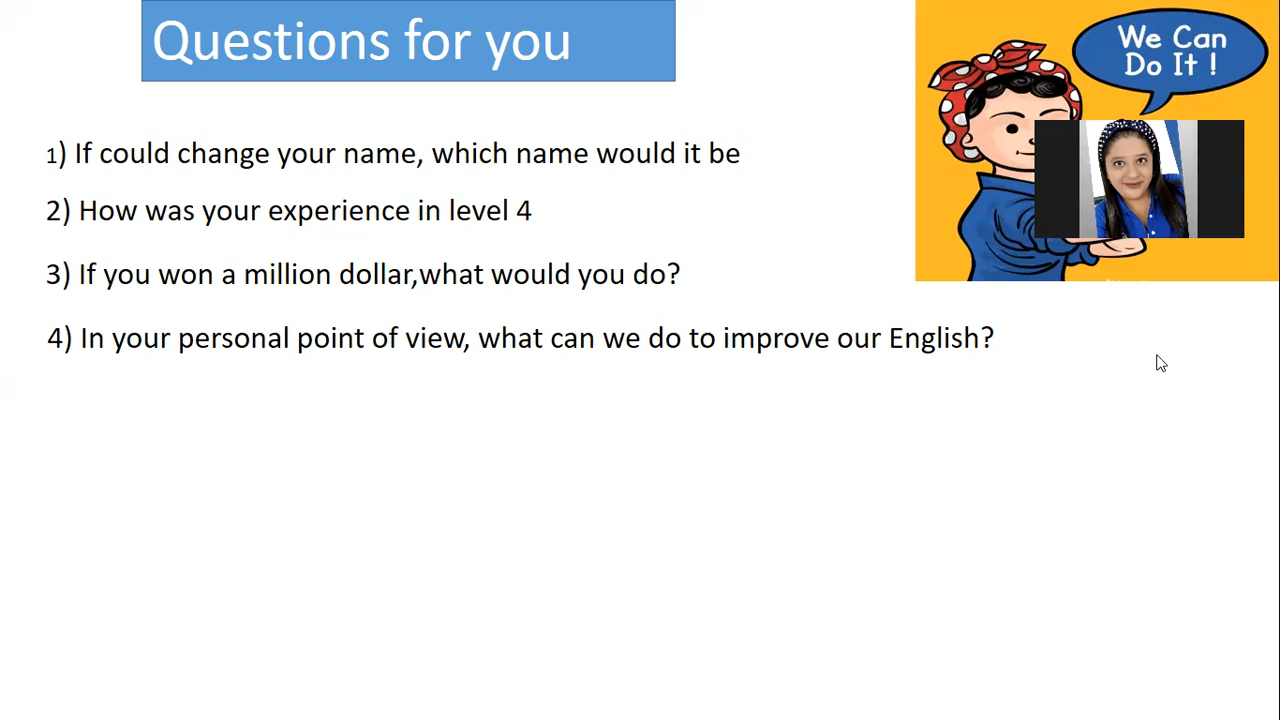 Questions for you
We Can
Do It !
1) If could change your name, which name would it be
2) How was your experience in level 4
3) If you won a million dollar,what would you do?
4) In your personal point of view, what can we do to improve our English?